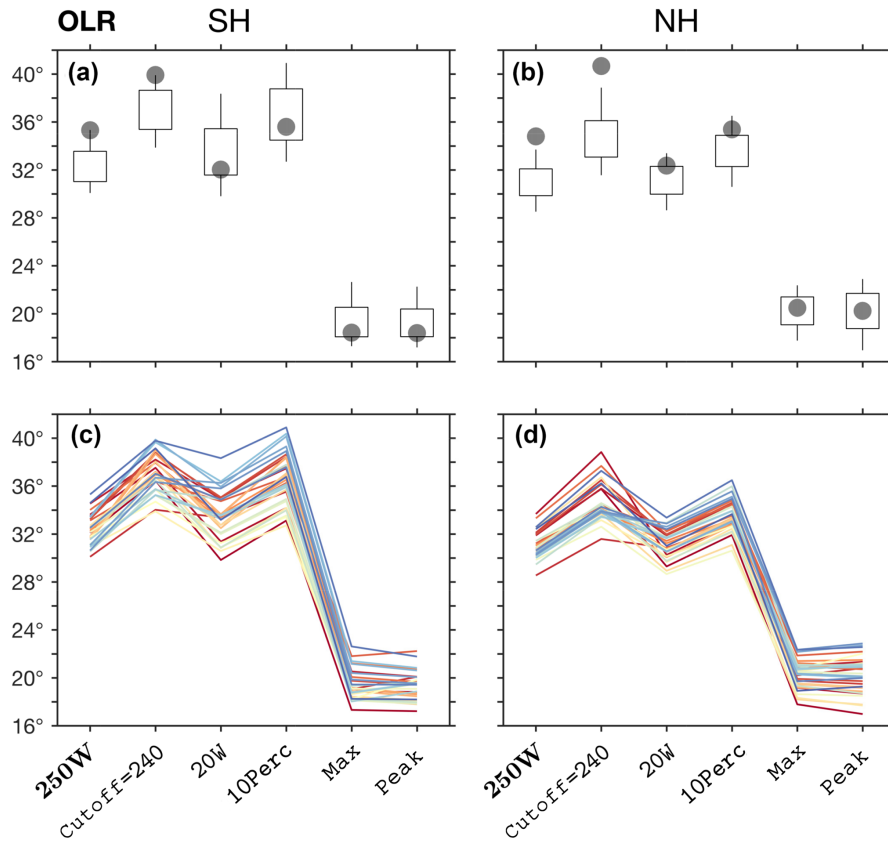 OLR SH NH
(a) (b)
40° 36° 32° 28° 24° 20° 16°
(c) (d)
40° 36° 32° 28° 24° 20° 16°
250W Cutoff=240 20W 10Perc Max Peak
250W Cutoff=240 20W 10Perc Max Peak